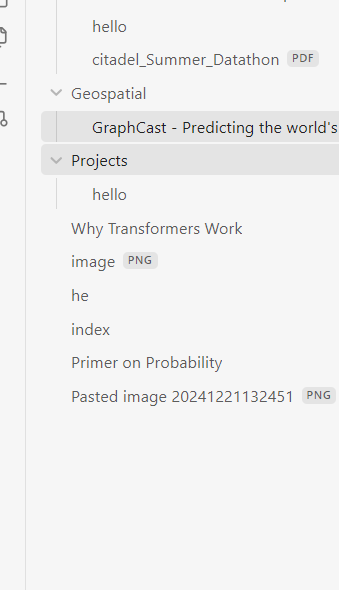 hello
citadel_Summer_Datathon PDF
Geospatial
GraphCast - Predicting the world's
Projects
hello
Why Transformers Work
image PNG
he
index
Primer on Probability
Pasted image 20241221132451 PNG